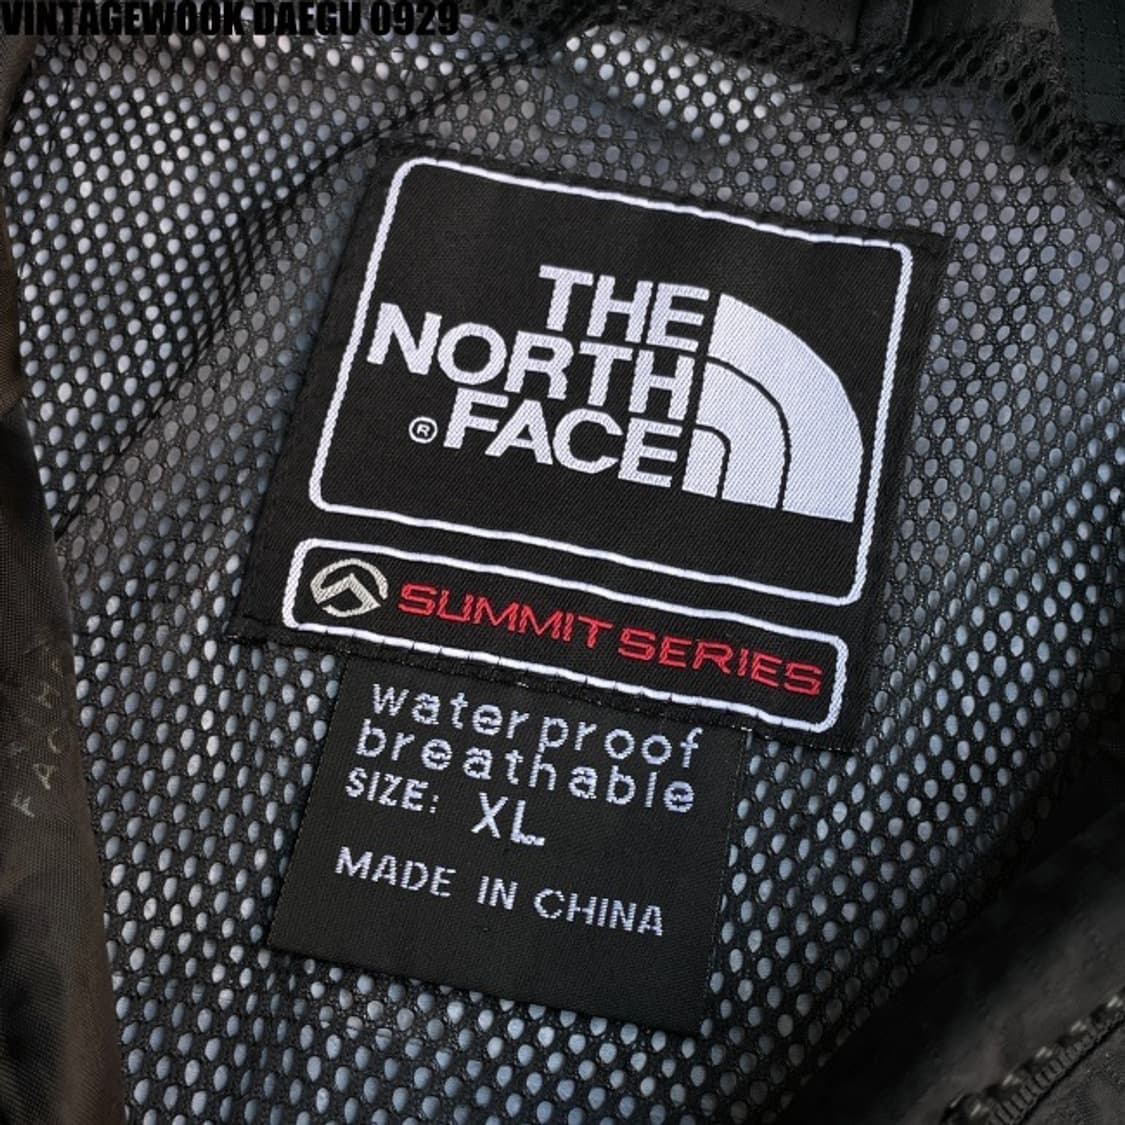 VINTAGEWOOK DAEGU 0929
THE
NORTH
® FACE
SUMMIT SERIES
waterproof
breathable
SIZE: XL
MADE IN CHINA